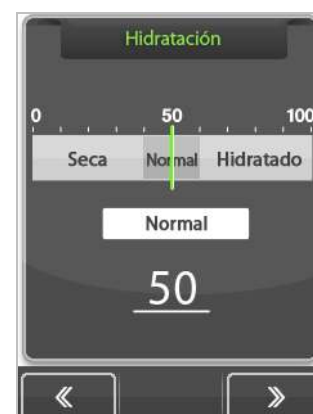 Hidratación
0 50 100
Seca Normal Hidratado
Normal
50